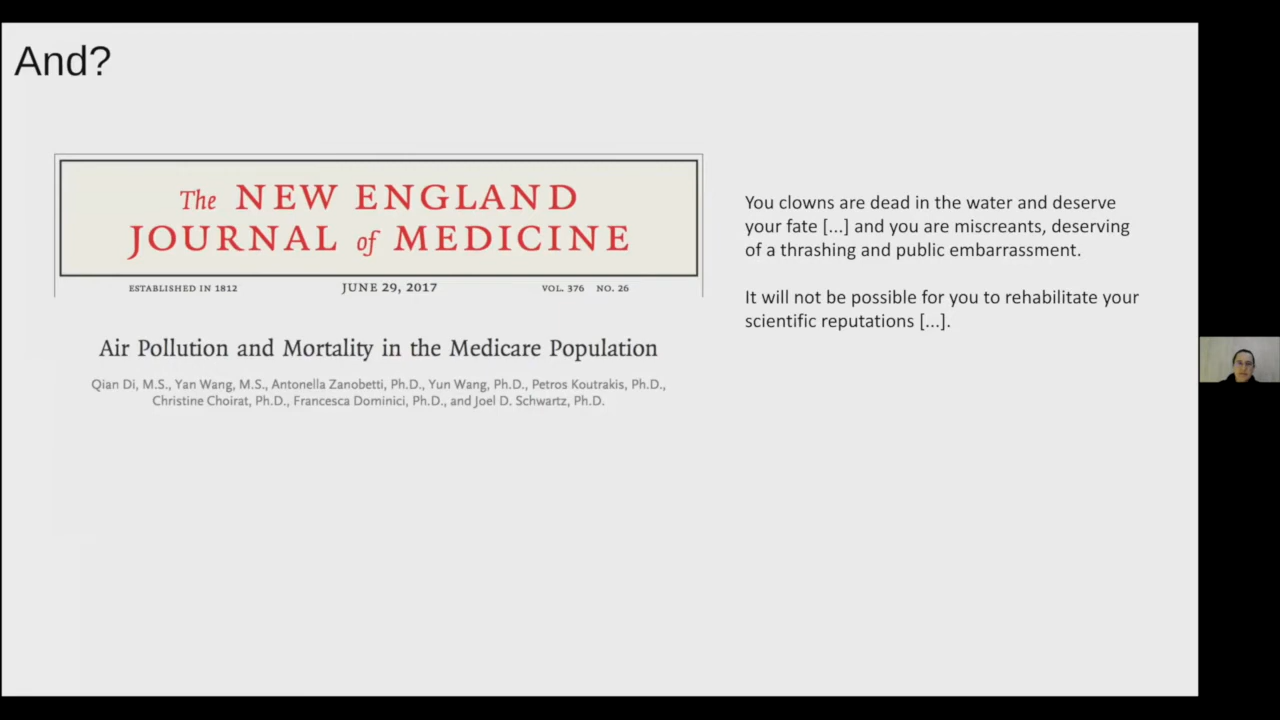 And?
The NEW ENGLAND
JOURNAL of MEDICINE
ESTABLISHED IN 1812 JUNE 29, 2017 VOL. 376 NO. 26
Air Pollution and Mortality in the Medicare Population
Qian Di, M.S., Yan Wang, M.S., Antonella Zanobetti, Ph.D., Yun Wang, Ph.D., Petros Koutrakis, Ph.D.,
Christine Choirat, Ph.D., Francesca Dominici, Ph.D., and Joel D. Schwartz, Ph.D.
You clowns are dead in the water and deserve
your fate [...] and you are miscreants, deserving
of a thrashing and public embarrassment.
It will not be possible for you to rehabilitate your
scientific reputations [...].